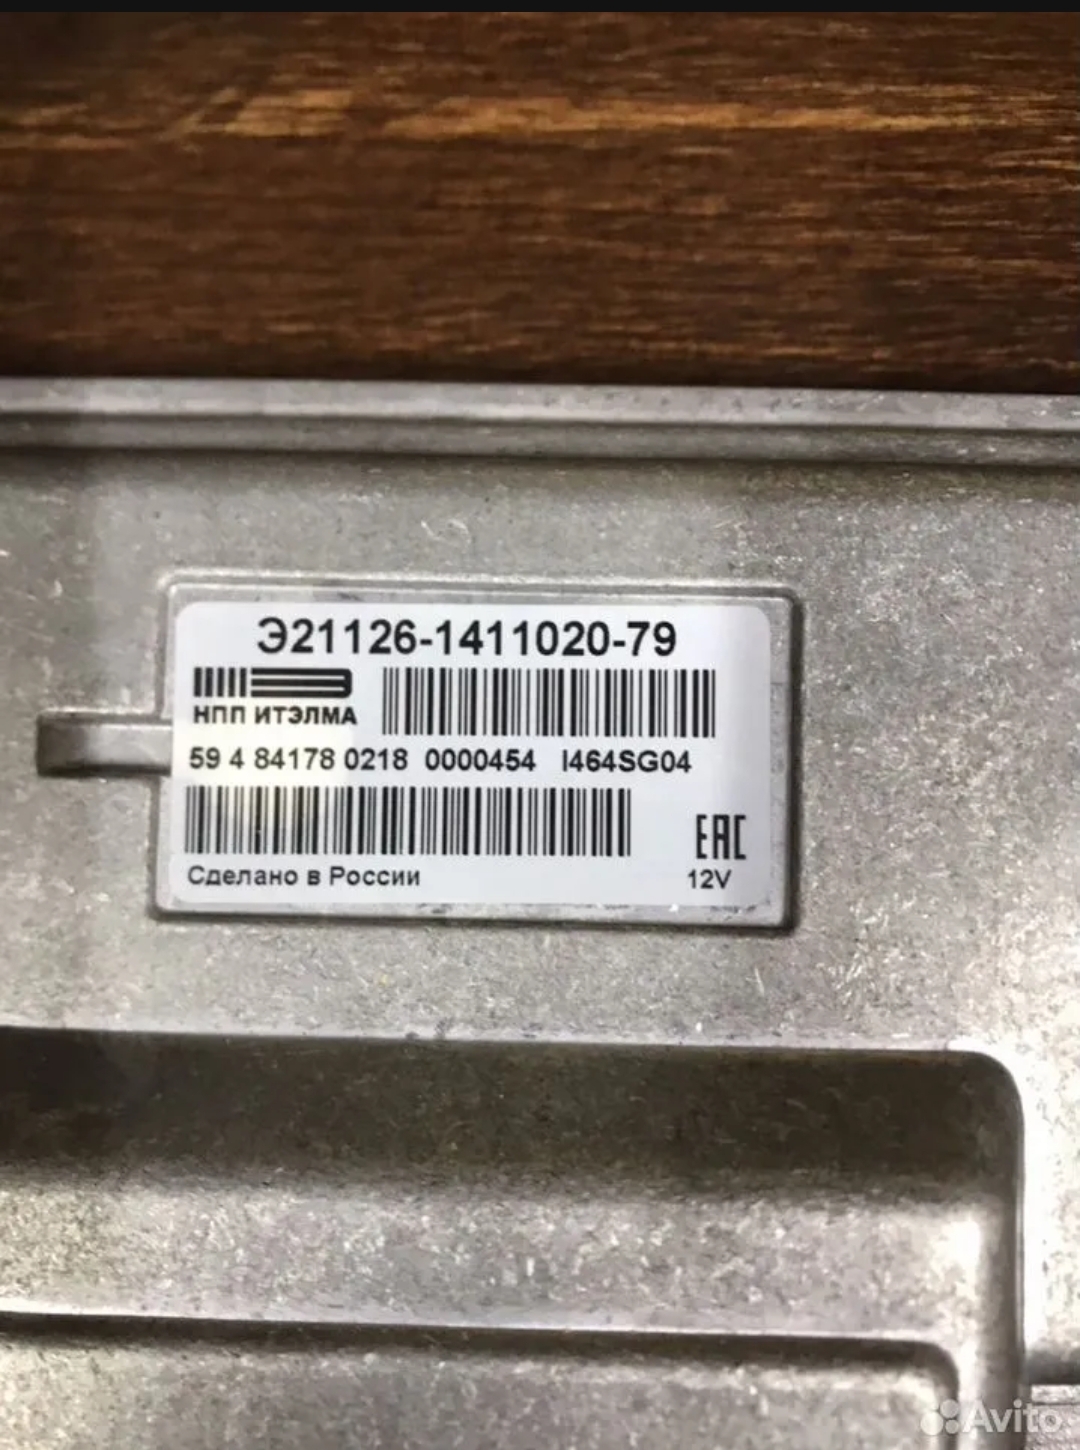 Э21126-1411020-79
НПП ИТЭЛМА
59 4 84178 0218 0000454 I464SG04
EAC
Сделано в России
12V
Avito